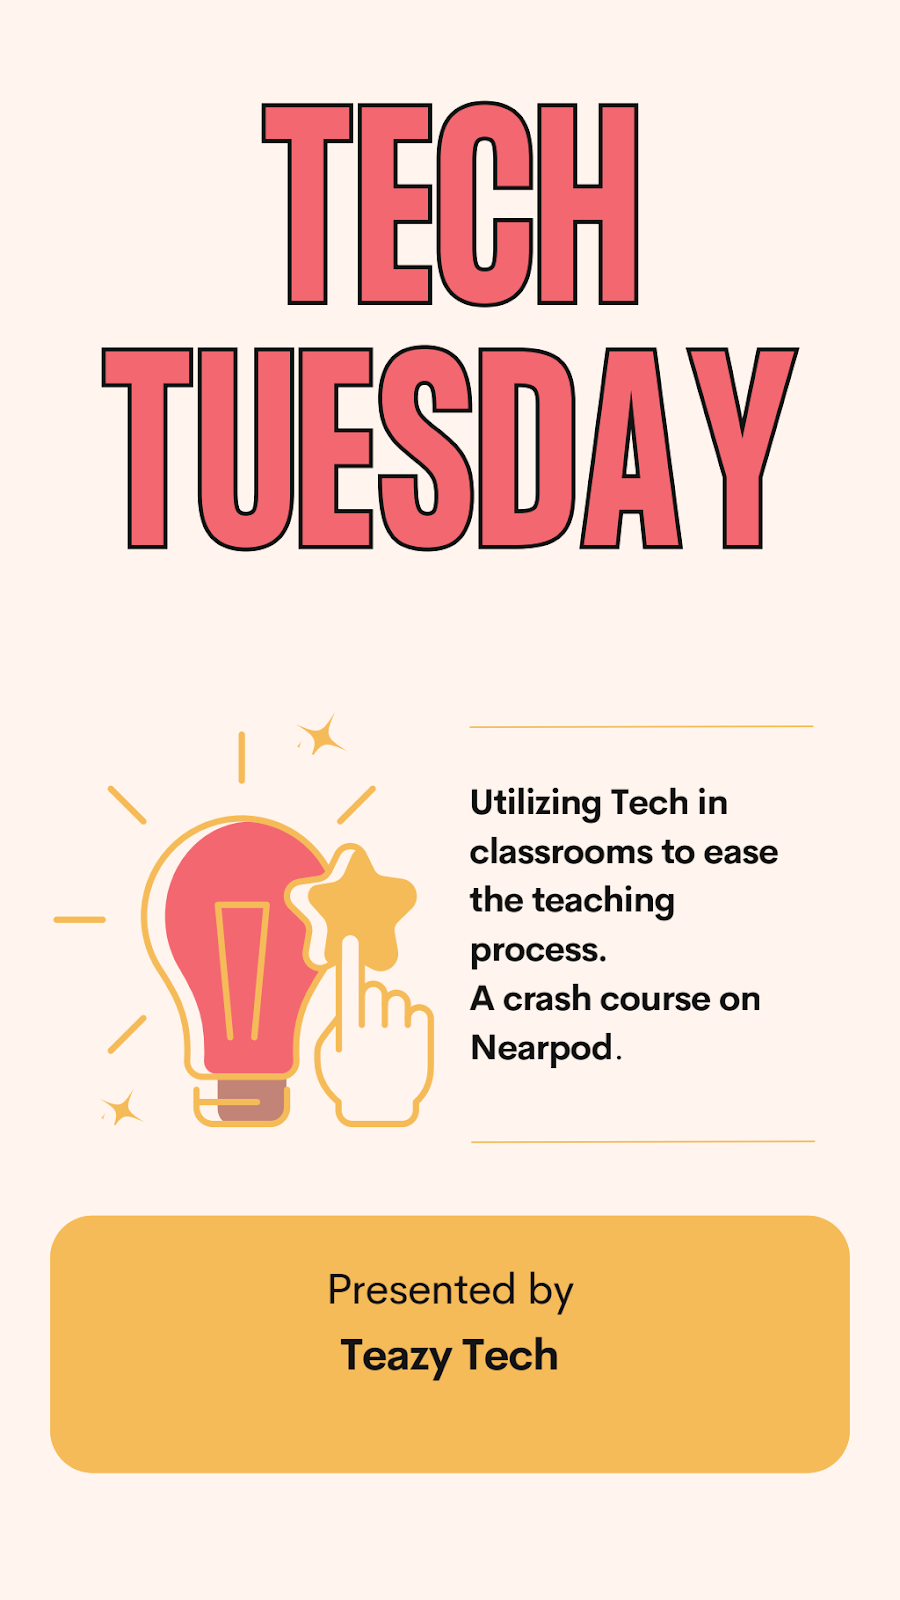 TECH
TUESDAY
Utilizing Tech in
classrooms to ease
the teaching
process.
A crash course on
Nearpod.
Presented by
Teazy Tech